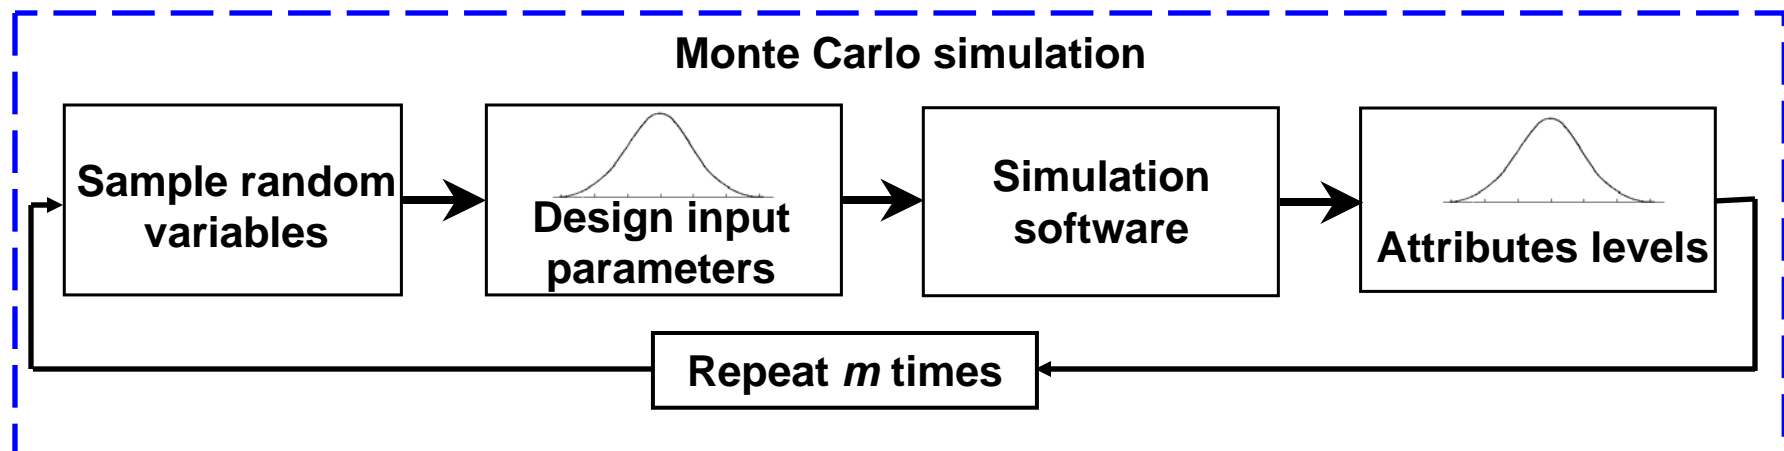 Monte Carlo simulation
Sample random
variables
Design input
parameters
Simulation
software
Attributes levels
Repeat m times